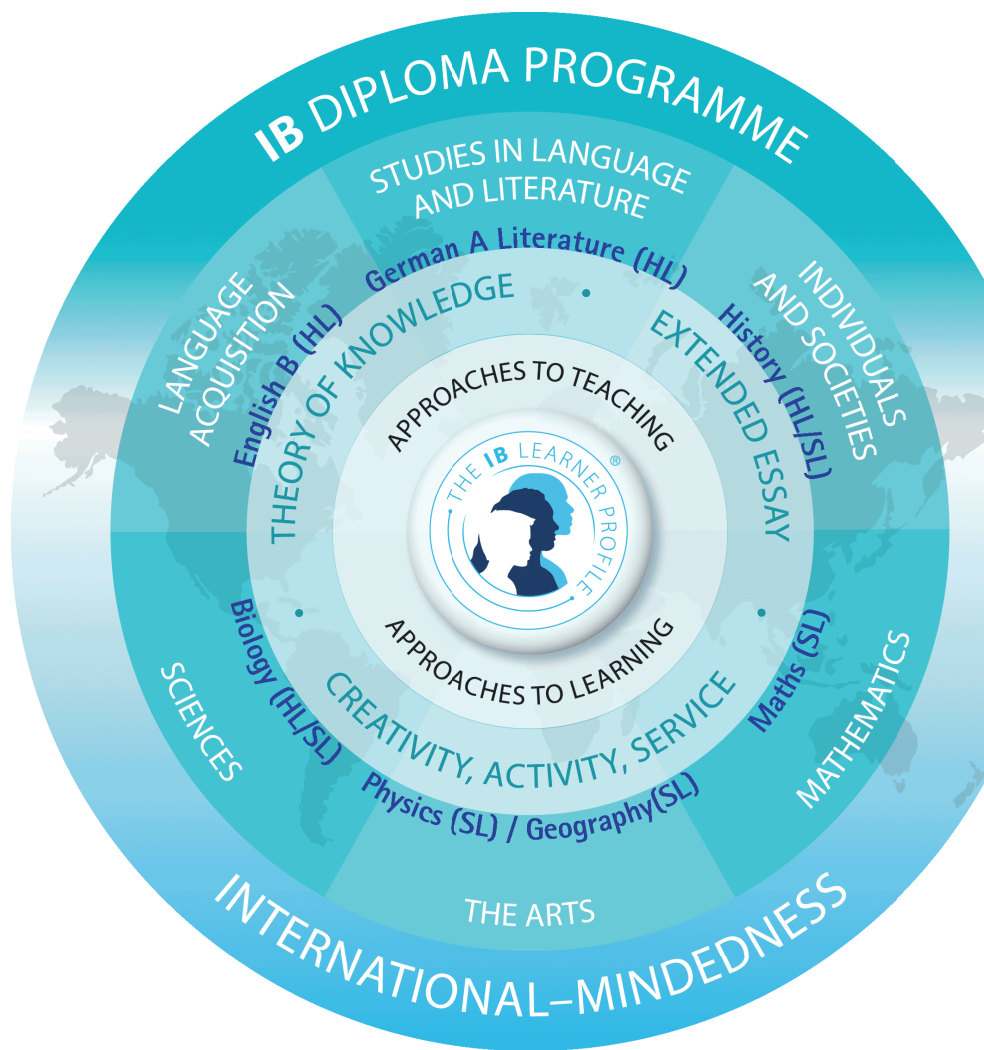 IB DIPLOMA PROGRAMME
STUDIES IN LANGUAGE
AND LITERATURE
German A Literature (HL)
LANGUAGE
ACQUISITION
English B (HL)
INDIVIDUALS
AND SOCIETIES
History (HL/SL)
THEORY OF KNOWLEDGE
EXTENDED ESSAY
APPROACHES TO TEACHING
THE IB LEARNER PROFILE
®
APPROACHES TO LEARNING
CREATIVITY, ACTIVITY, SERVICE
SCIENCES
Biology (HL/SL)
MATHEMATICS
Maths (SL)
Physics (SL) / Geography(SL)
THE ARTS
INTERNATIONAL–MINDEDNESS